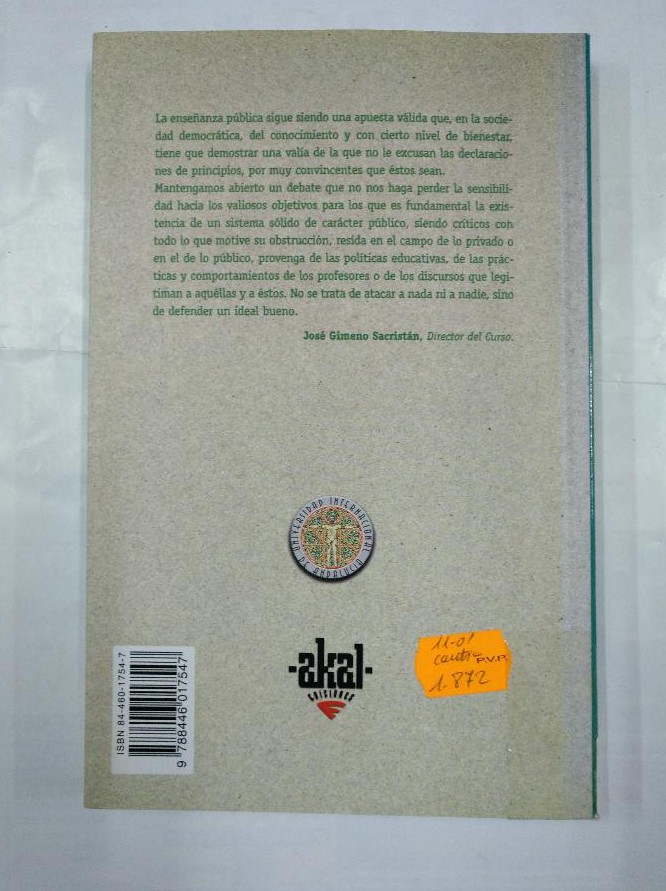 La enseñanza pública sigue siendo una apuesta válida que, en la socie-
dad democrática, del conocimiento y con cierto nivel de bienestar,
tiene que demostrar una valía de la que no le excusan las declaracio-
nes de principios, por muy convincentes que éstos sean.
Mantengamos abierto un debate que no nos haga perder la sensibili-
dad hacia los valiosos objetivos para los que es fundamental la exis-
tencia de un sistema sólido de carácter público, siendo críticos con
todo lo que motive su obstrucción, resida en el campo de lo privado o
en el de lo público, provenga de las políticas educativas, de las prác-
ticas y comportamientos de los profesores o de los discursos que legi-
timan a aquéllas y a éstos. No se trata de atacar a nada ni a nadie, sino
de defender un ideal bueno.
José Gimeno Sacristán, Director del Curso.
UNIVERSIDAD INTERNACIONAL
DE ANDALUCIA
·akal·
EDICIONES
11-01
P.V.P.
1.872
ISBN 84-460-1754-7
9 788446 017547